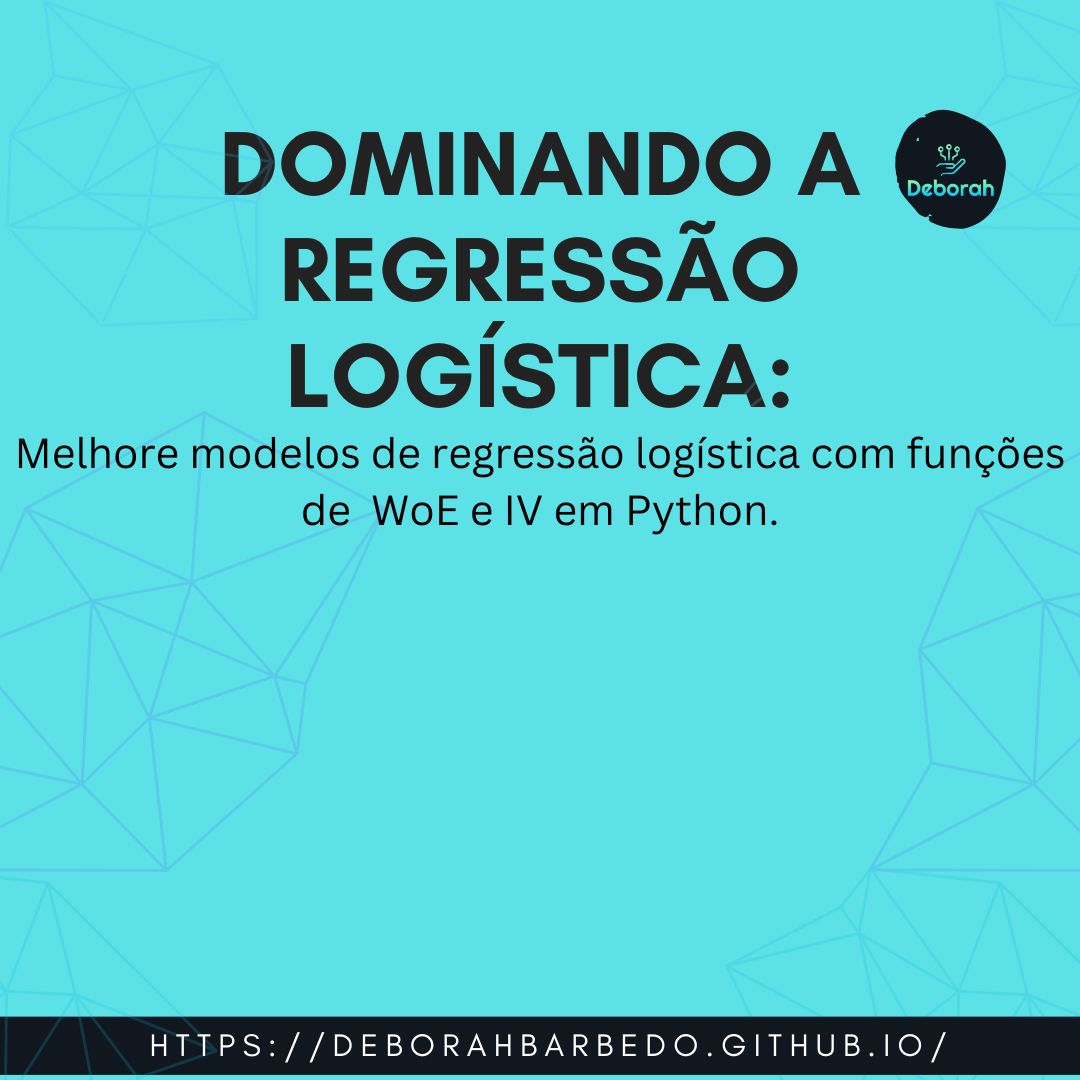 DOMINANDO A
Deborah
REGRESSÃO
LOGÍSTICA:
Melhore modelos de regressão logística com funções
de WoE e IV em Python.
HTTPS://DEBORAHBARBEDO.GITHUB.IO/